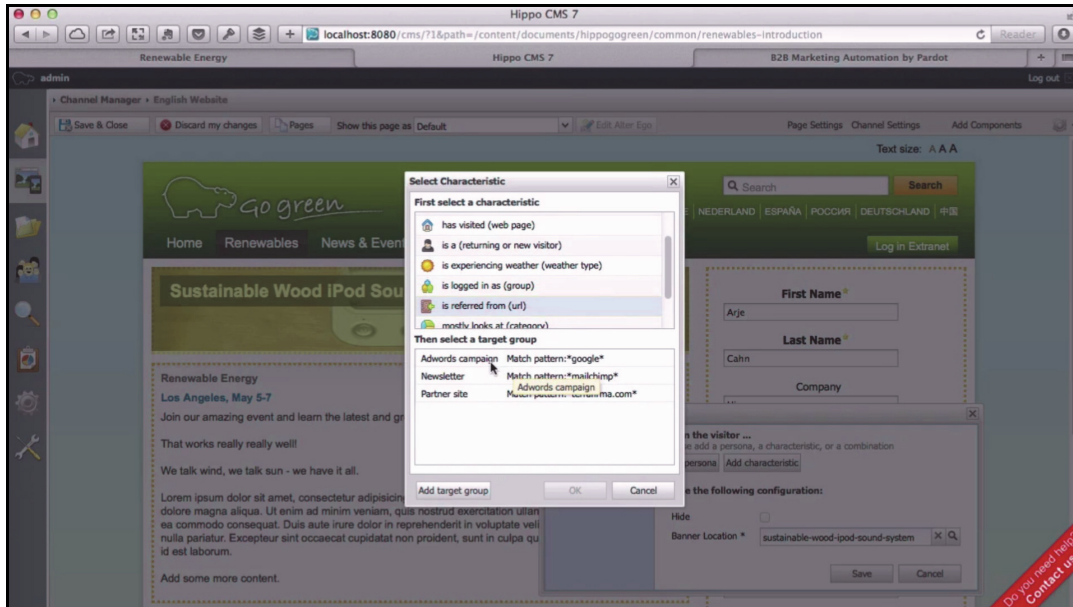 Hippo CMS 7
localhost:8080/cms/?1&path=/content/documents/hippogogreen/common/renewables-introduction
Reader
Renewable Energy
Hippo CMS 7
B2B Marketing Automation by Pardot
admin
Log out
Channel Manager › English Website
Save & Close
Discard my changes
Pages
Show this page as
Default
Edit Alter Ego
Page Settings
Channel Settings
Add Components
Text size: A A A
Go green
Search
Search
NEDERLAND | ESPAÑA | РОССИЯ | DEUTSCHLAND | 中国
Home
Renewables
News & Event
Log in Extranet
Sustainable Wood iPod Sou
Select Characteristic
First select a characteristic
has visited (web page)
is a (returning or new visitor)
is experiencing weather (weather type)
is logged in as (group)
is referred from (url)
mostly looks at (category)
Then select a target group
Adwords campaign Match pattern:*google*
Newsletter Match pattern:*mailchimp*
Adwords campaign
Partner site
Add target group
OK
Cancel
First Name*
Arje
Last Name*
Cahn
Company
Renewable Energy
Los Angeles, May 5-7
Join our amazing event and learn the latest and gr
That works really really well!
We talk wind, we talk sun - we have it all.
Lorem ipsum dolor sit amet, consectetur adipisicin
dolore magna aliqua. Ut enim ad minim veniam, quis nostrud exercitation ullan
ea commodo consequat. Duis aute irure dolor in reprehenderit in voluptate veli
nulla pariatur. Excepteur sint occaecat cupidatat non proident, sunt in culpa qu
id est laborum.
Add some more content.
n the visitor ...
e add a persona, a characteristic, or a combination
persona
Add characteristic
e the following configuration:
Hide
Banner Location *
sustainable-wood-ipod-sound-system
Save
Cancel
Do you need help?
Contact us